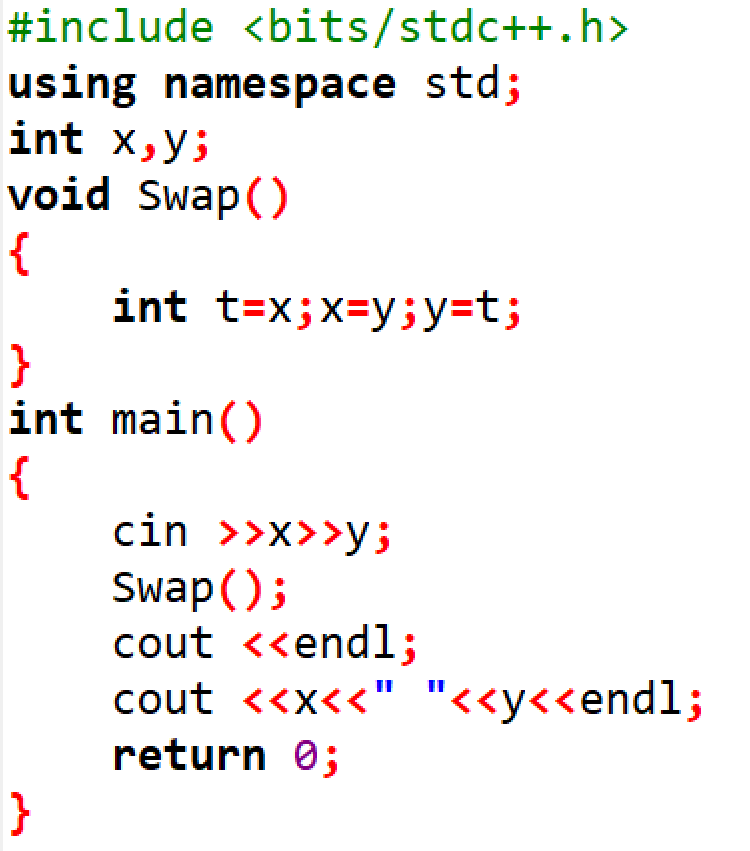 #include <bits/stdc++.h>
using namespace std;
int x,y;
void Swap()
{
    int t=x;x=y;y=t;
}
int main()
{
    cin >>x>>y;
    Swap();
    cout <<endl;
    cout <<x<<" "<<y<<endl;
    return 0;
}